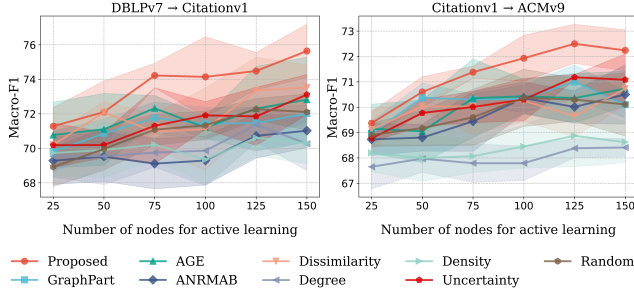 DBLPv7 → Citationv1
Macro-F1
76
74
72
70
68
25 50 75 100 125 150
Number of nodes for active learning
Citationv1 → ACMv9
Macro-F1
73
72
71
70
69
68
67
25 50 75 100 125 150
Number of nodes for active learning
Proposed AGE Dissimilarity Density Random
GraphPart ANRMAB Degree Uncertainty